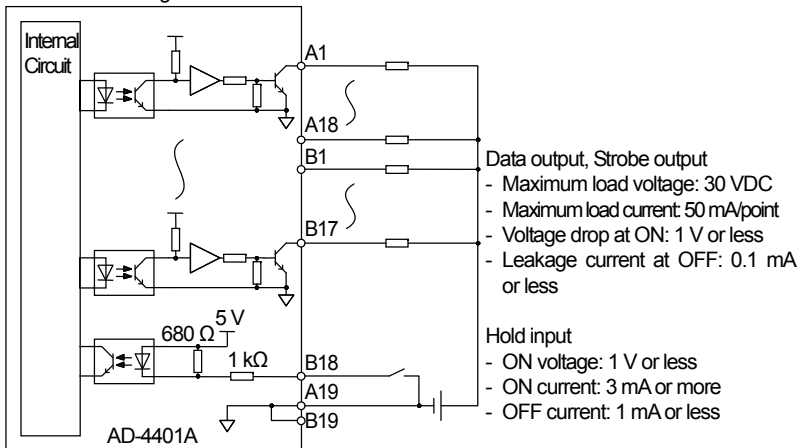 Internal
Circuit
A1
A18
B1
B17
5 V
680 Ω
1 kΩ
B18
A19
B19
AD-4401A
Data output, Strobe output
- Maximum load voltage: 30 VDC
- Maximum load current: 50 mA/point
- Voltage drop at ON: 1 V or less
- Leakage current at OFF: 0.1 mA
or less
Hold input
- ON voltage: 1 V or less
- ON current: 3 mA or more
- OFF current: 1 mA or less